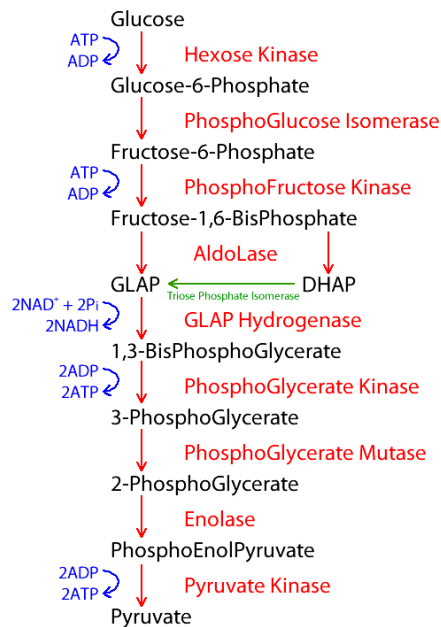 Glucose
ATP
ADP
Hexose Kinase
Glucose-6-Phosphate
PhosphoGlucose Isomerase
Fructose-6-Phosphate
ATP
ADP
PhosphoFructose Kinase
Fructose-1,6-BisPhosphate
AldoLase
GLAP
DHAP
Triose Phosphate Isomerase
2NAD⁺ + 2Pi
2NADH
GLAP Hydrogenase
1,3-BisPhosphoGlycerate
2ADP
2ATP
PhosphoGlycerate Kinase
3-PhosphoGlycerate
PhosphoGlycerate Mutase
2-PhosphoGlycerate
Enolase
PhosphoEnolPyruvate
2ADP
2ATP
Pyruvate Kinase
Pyruvate